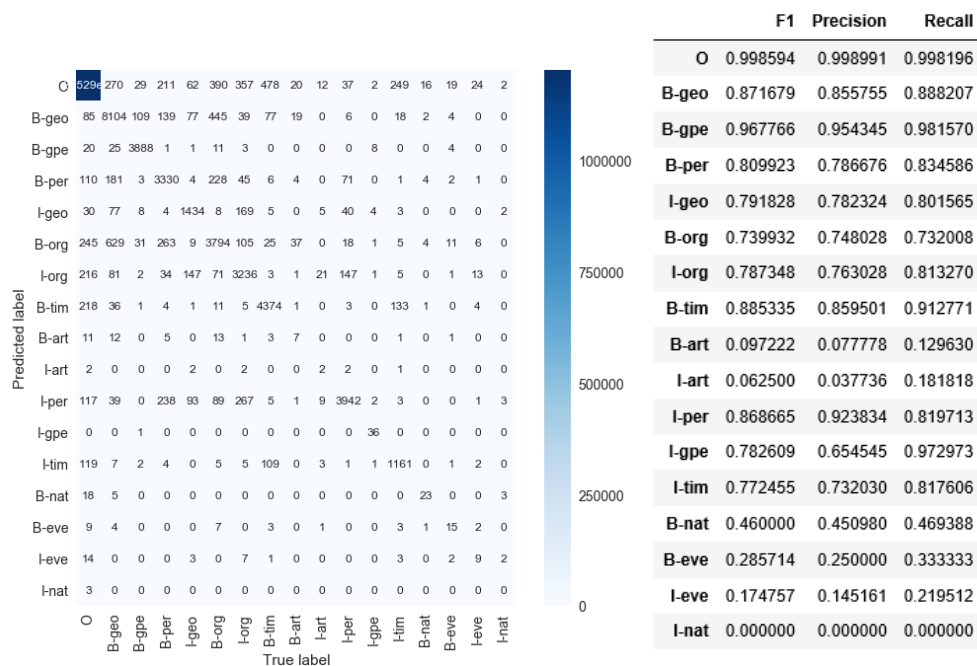 F1 Precision Recall
O 0.998594 0.998991 0.998196
B-geo 0.871679 0.855755 0.888207
B-gpe 0.967766 0.954345 0.981570
B-per 0.809923 0.786676 0.834586
I-geo 0.791828 0.782324 0.801565
B-org 0.739932 0.748028 0.732008
I-org 0.787348 0.763028 0.813270
B-tim 0.885335 0.859501 0.912771
B-art 0.097222 0.077778 0.129630
I-art 0.062500 0.037736 0.181818
I-per 0.868665 0.923834 0.819713
I-gpe 0.782609 0.654545 0.972973
I-tim 0.772455 0.732030 0.817606
B-nat 0.460000 0.450980 0.469388
B-eve 0.285714 0.250000 0.333333
I-eve 0.174757 0.145161 0.219512
I-nat 0.000000 0.000000 0.000000
Predicted label
O 270 29 211 62 390 357 478 20 12 37 2 249 16 19 24 2
B-geo 85 8104 109 139 77 445 39 77 19 0 6 0 18 2 4 0 0
B-gpe 20 25 3888 1 1 11 3 0 0 0 0 8 0 0 4 0 0
B-per 110 181 3 3330 4 228 45 6 4 0 71 0 1 4 2 1 0
I-geo 30 77 8 4 1434 8 169 5 0 5 40 4 3 0 0 0 2
B-org 245 629 31 263 9 3794 105 25 37 0 18 1 5 4 11 6 0
I-org 216 81 2 34 147 71 3236 3 1 21 147 1 5 0 1 13 0
B-tim 218 36 1 4 1 11 5 4374 1 0 3 0 133 1 0 4 0
B-art 11 12 0 5 0 13 1 3 7 0 0 0 1 0 1 0 0
I-art 2 0 0 0 2 0 2 0 0 2 2 0 1 0 0 0 0
I-per 117 39 0 238 93 89 267 5 1 9 3942 2 3 0 0 1 3
I-gpe 0 0 1 0 0 0 0 0 0 0 0 36 0 0 0 0 0
I-tim 119 7 2 4 0 5 5 109 0 3 1 1 1161 0 1 2 0
B-nat 18 5 0 0 0 0 0 0 0 0 0 0 0 23 0 0 3
B-eve 9 4 0 0 0 7 0 3 0 1 0 0 3 1 15 2 0
I-eve 14 0 0 0 3 0 7 1 0 0 0 0 3 0 2 9 2
I-nat 3 0 0 0 0 0 0 0 0 0 0 0 0 0 0 0 0
O B-geo B-gpe B-per I-geo B-org I-org B-tim B-art I-art I-per I-gpe I-tim B-nat B-eve I-eve I-nat
True label
1000000
750000
500000
250000
0